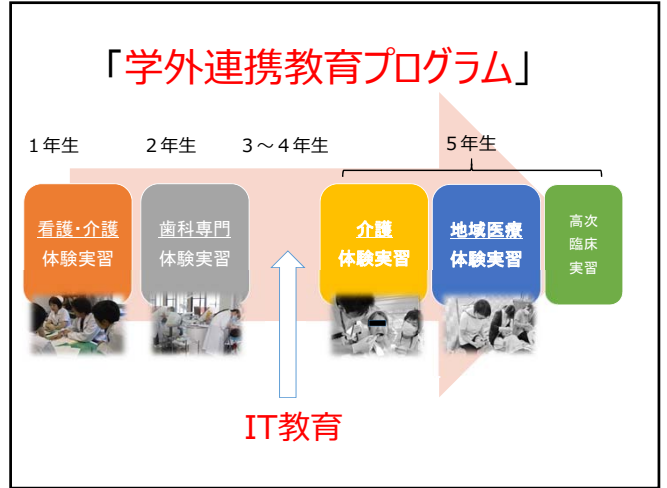 「学外連携教育プログラム」
1年生
2年生
3～4年生
5年生
看護・介護
体験実習
歯科専門
体験実習
介護
体験実習
地域医療
体験実習
高次
臨床
実習
IT教育